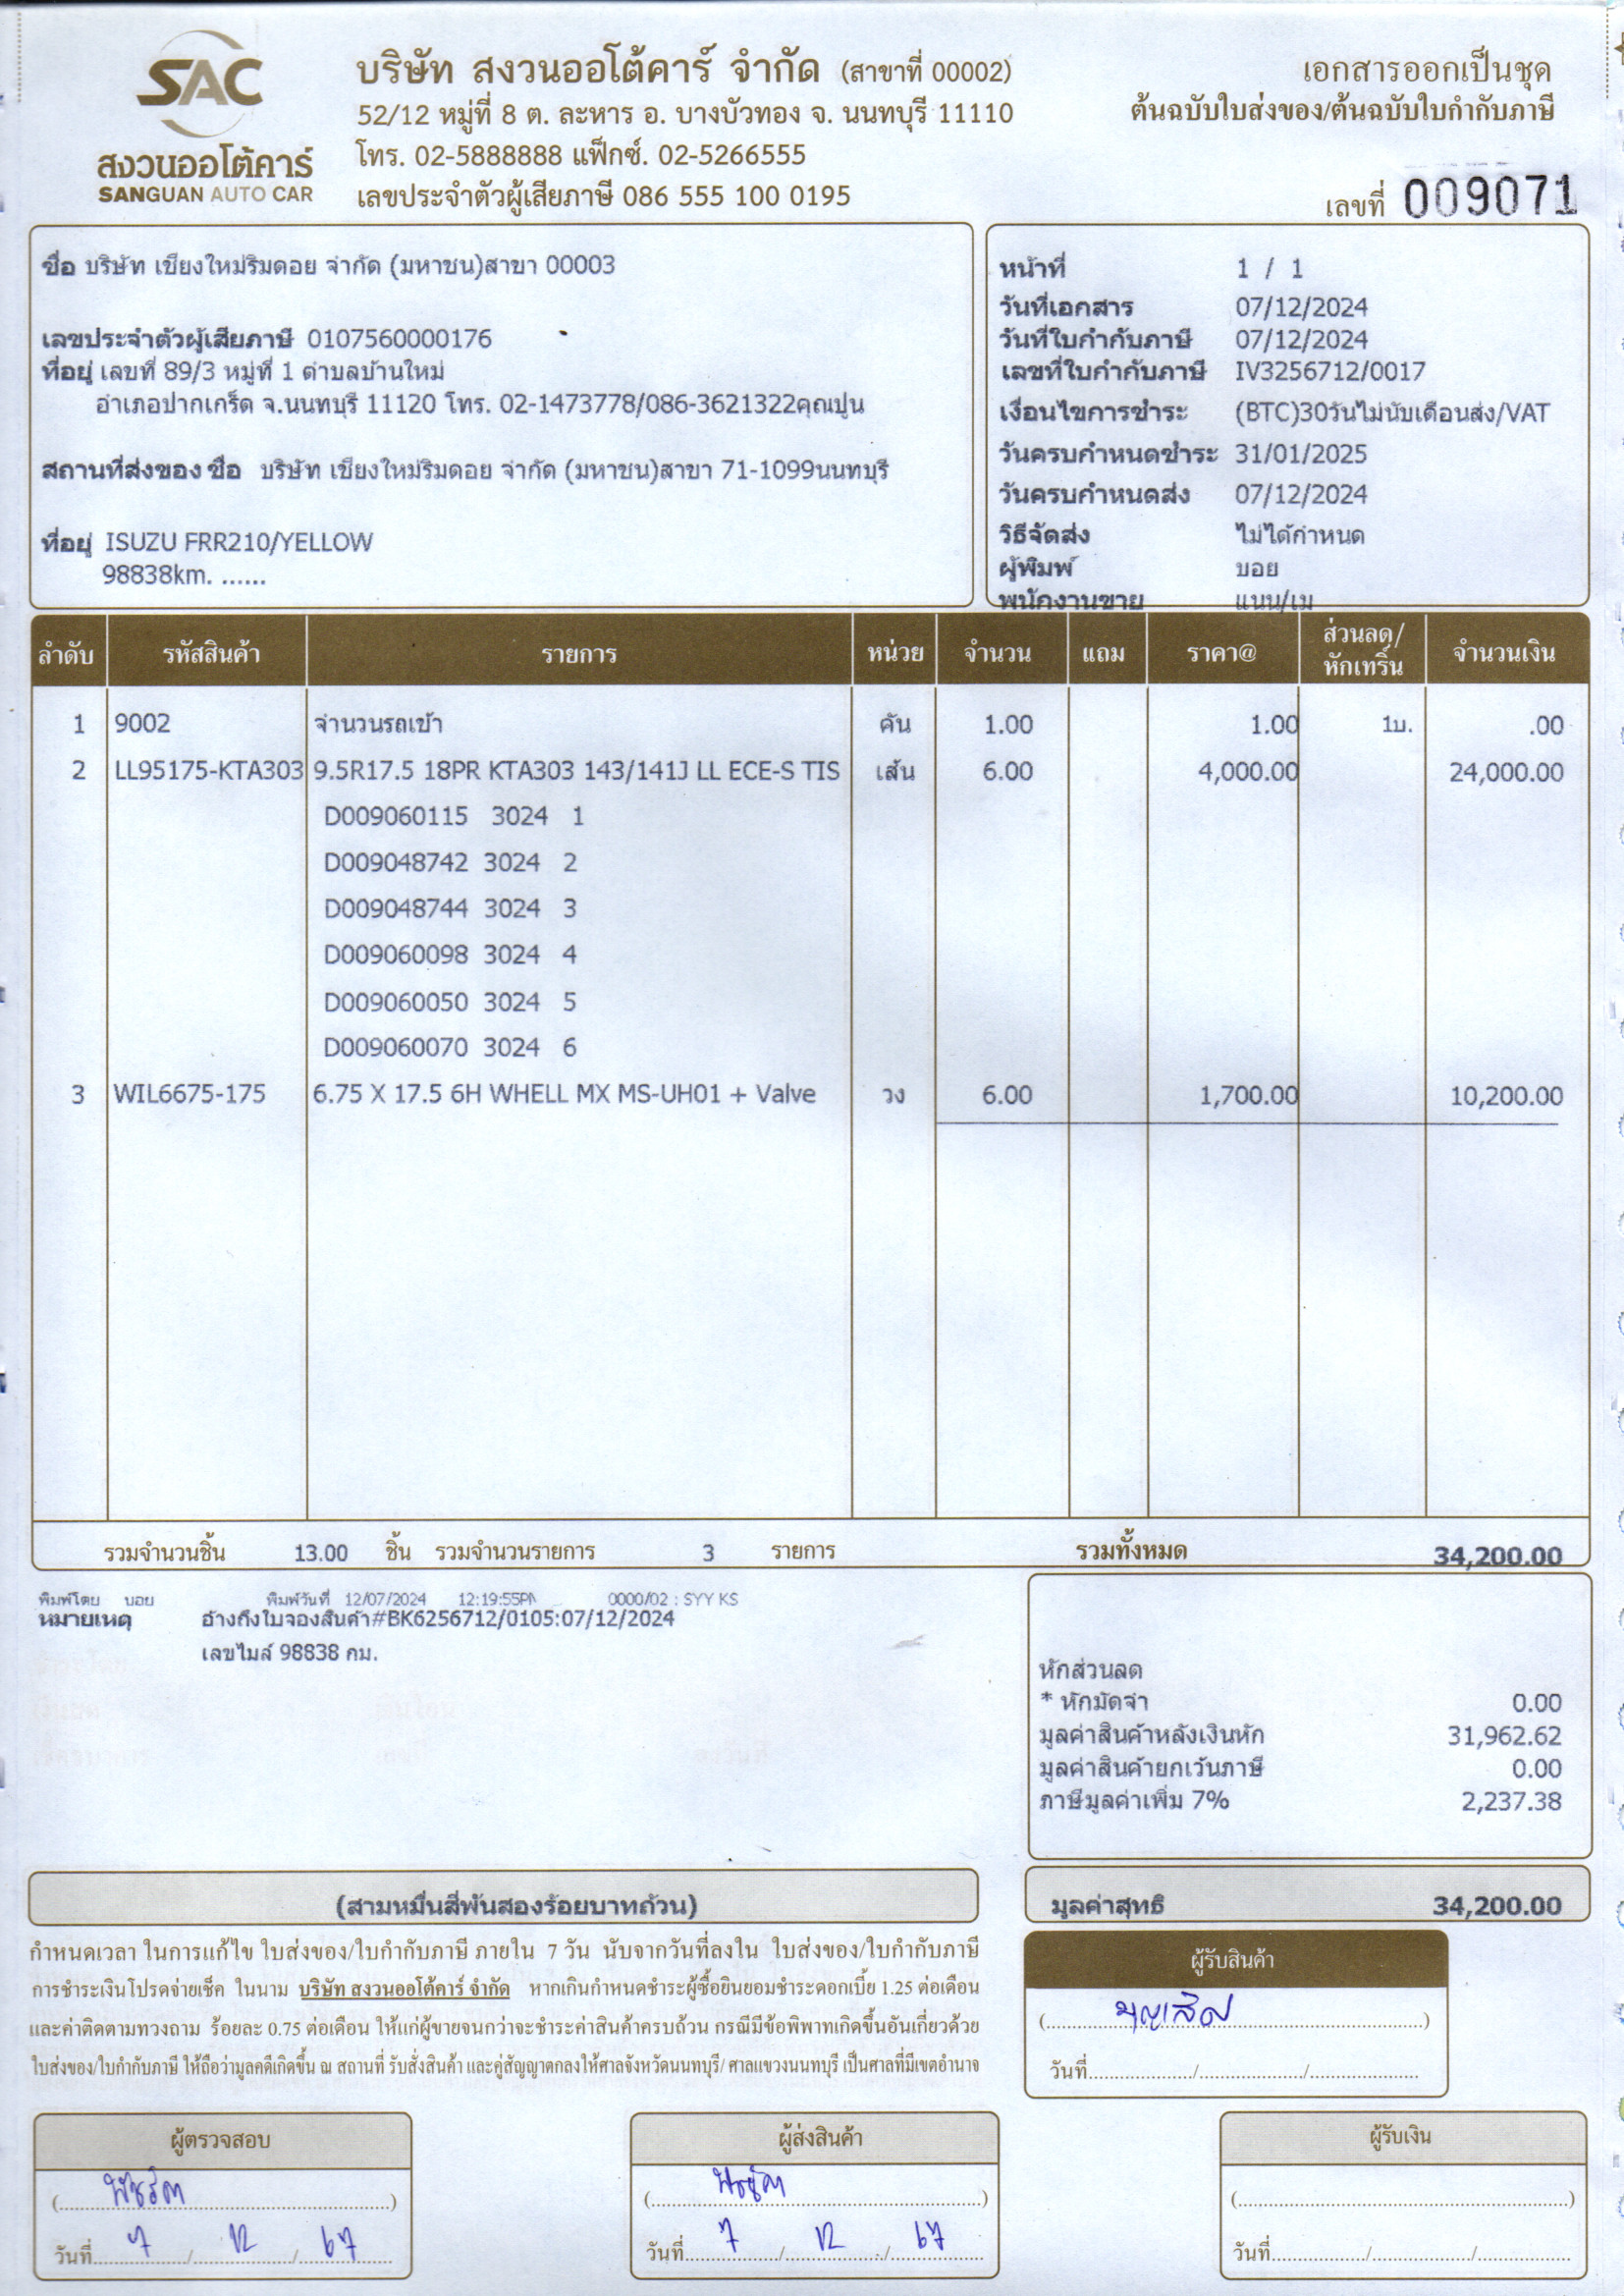 SAC
สงวนออโต้คาร์
SANGUAN AUTO CAR
บริษัท สงวนออโต้คาร์ จำกัด (สาขาที่ 00002)
52/12 หมู่ที่ 8 ต. ละหาร อ. บางบัวทอง จ. นนทบุรี 11110
โทร. 02-5888888 แฟ็กซ์. 02-5266555
เลขประจำตัวผู้เสียภาษี 086 555 100 0195
เอกสารออกเป็นชุด
ต้นฉบับใบส่งของ/ต้นฉบับใบกำกับภาษี
เลขที่ 009071
ชื่อ บริษัท เชียงใหม่ริมดอย จำกัด (มหาชน)สาขา 00003
เลขประจำตัวผู้เสียภาษี 0107560000176
ที่อยู่ เลขที่ 89/3 หมู่ที่ 1 ตำบลบ้านใหม่
อำเภอปากเกร็ด จ.นนทบุรี 11120 โทร. 02-1473778/086-3621322คุณปูน
สถานที่ส่งของ ชื่อ บริษัท เชียงใหม่ริมดอย จำกัด (มหาชน)สาขา 71-1099นนทบุรี
ที่อยู่ ISUZU FRR210/YELLOW
98838km. ......
หน้าที่ 1 / 1
วันที่เอกสาร 07/12/2024
วันที่ใบกำกับภาษี 07/12/2024
เลขที่ใบกำกับภาษี IV3256712/0017
เงื่อนไขการชำระ (BTC)30วันไม่นับเดือนส่ง/VAT
วันครบกำหนดชำระ 31/01/2025
วันครบกำหนดส่ง 07/12/2024
วิธีจัดส่ง ไม่ได้กำหนด
ผู้พิมพ์ บอย
พนักงานขาย แนน/เม
ลำดับ รหัสสินค้า รายการ หน่วย จำนวน แถม ราคา@ ส่วนลด/หักเทริ์น จำนวนเงิน
1 9002 จำนวนรถเข้า คัน 1.00 1.00 1บ. .00
2 LL95175-KTA303 9.5R17.5 18PR KTA303 143/141J LL ECE-S TIS เส้น 6.00 4,000.00 24,000.00
D009060115 3024 1
D009048742 3024 2
D009048744 3024 3
D009060098 3024 4
D009060050 3024 5
D009060070 3024 6
3 WIL6675-175 6.75 X 17.5 6H WHELL MX MS-UH01 + Valve วง 6.00 1,700.00 10,200.00
รวมจำนวนชิ้น 13.00 ชิ้น รวมจำนวนรายการ 3 รายการ รวมทั้งหมด 34,200.00
พิมพ์โดย บอย พิมพ์วันที่ 12/07/2024 12:19:55PM 0000/02 : SYY KS
หมายเหตุ อ้างถึงใบจองสินค้า#BK6256712/0105:07/12/2024
เลขไมล์ 98838 กม.
หักส่วนลด
* หักมัดจำ 0.00
มูลค่าสินค้าหลังเงินหัก 31,962.62
มูลค่าสินค้ายกเว้นภาษี 0.00
ภาษีมูลค่าเพิ่ม 7% 2,237.38
(สามหมื่นสี่พันสองร้อยบาทถ้วน)
มูลค่าสุทธิ 34,200.00
กำหนดเวลา ในการแก้ไข ใบส่งของ/ใบกำกับภาษี ภายใน 7 วัน นับจากวันที่ลงใน ใบส่งของ/ใบกำกับภาษี
การชำระเงินโปรดจ่ายเช็ค ในนาม บริษัท สงวนออโต้คาร์ จำกัด หากเกินกำหนดชำระผู้ซื้อยินยอมชำระดอกเบี้ย 1.25 ต่อเดือน
และค่าติดตามทวงถาม ร้อยละ 0.75 ต่อเดือน ให้แก่ผู้ขายจนกว่าจะชำระค่าสินค้าครบถ้วน กรณีมีข้อพิพาทเกิดขึ้นอันเกี่ยวด้วย
ใบส่งของ/ใบกำกับภาษี ให้ถือว่ามูลคดีเกิดขึ้น ณ สถานที่ รับสั่งสินค้า และคู่สัญญาตกลงให้ศาลจังหวัดนนทบุรี/ ศาลแขวงนนทบุรี เป็นศาลที่มีเขตอำนาจ
ผู้รับสินค้า
(บุญเลิศ)
วันที่......../......../........
ผู้ตรวจสอบ
(พัชริดา)
วันที่ 7 / 12 / 67
ผู้ส่งสินค้า
วันที่ 7 / 12 / 67
ผู้รับเงิน
(................)
วันที่......../......../........